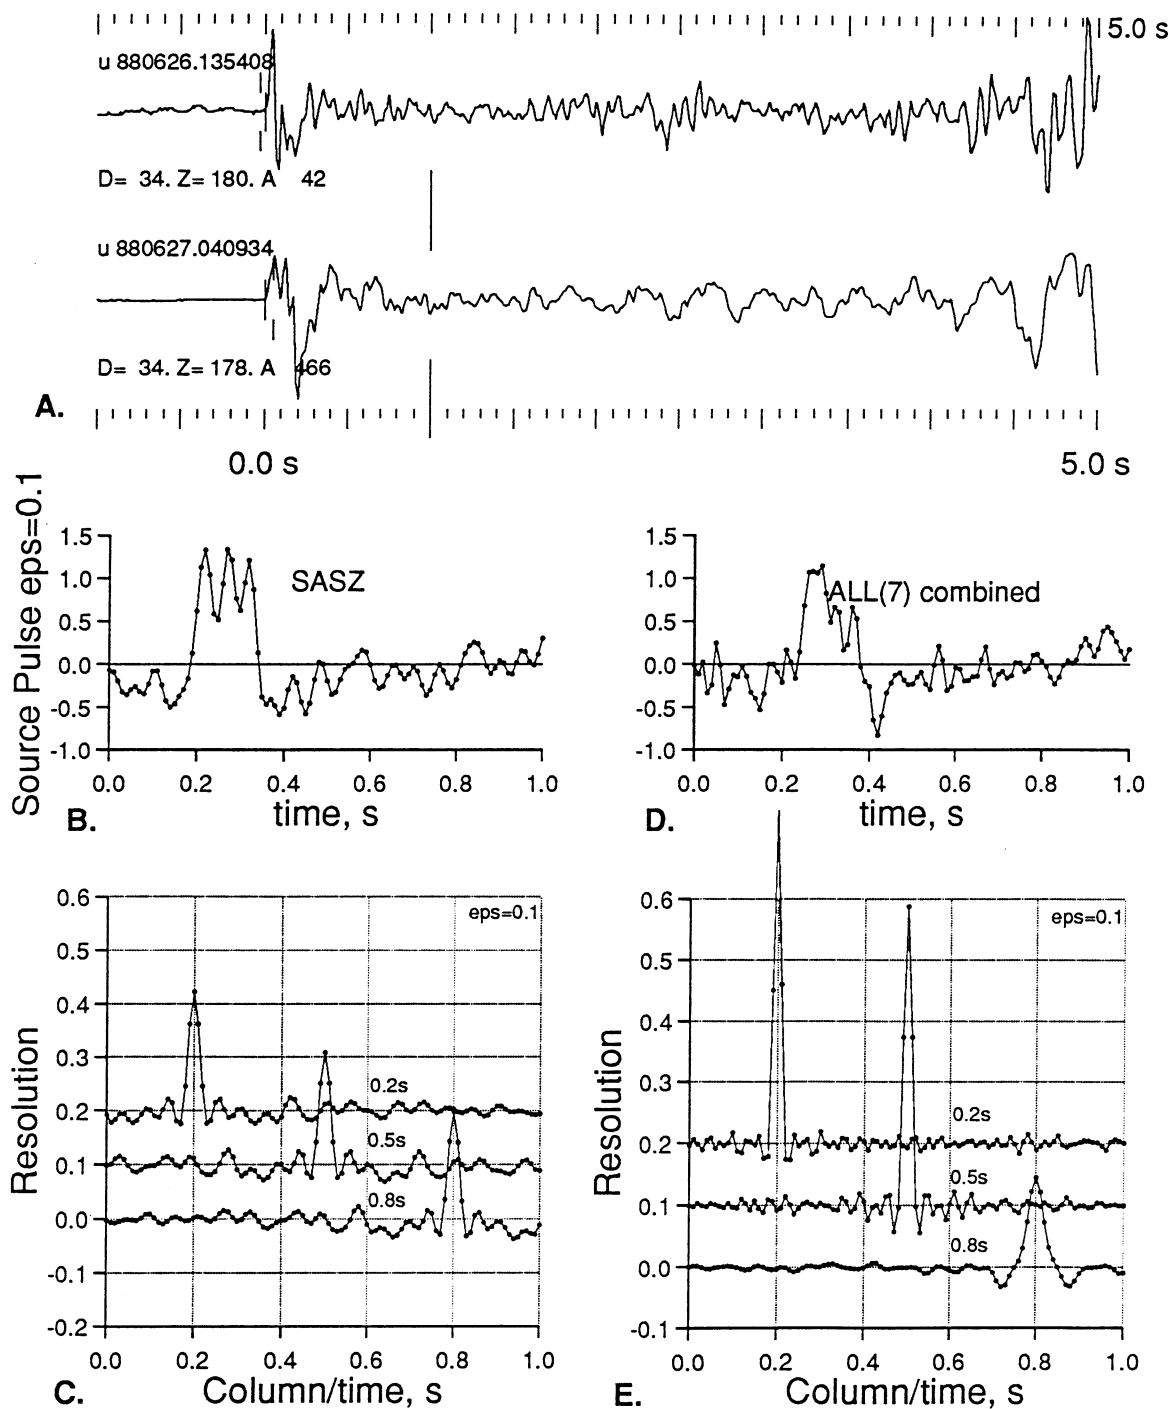 5.0 s
u 880626.135408
D= 34. Z= 180. A 42
u 880627.040934
D= 34. Z= 178. A 466
A.
0.0 s 5.0 s
Source Pulse eps=0.1
1.5
1.0
0.5
0.0
-0.5
-1.0
SASZ
0.0 0.2 0.4 0.6 0.8 1.0
time, s
B.
1.5
1.0
0.5
0.0
-0.5
-1.0
ALL(7) combined
0.0 0.2 0.4 0.6 0.8 1.0
time, s
D.
Resolution
0.6
0.5
0.4
0.3
0.2
0.1
0.0
-0.1
-0.2
eps=0.1
0.2s
0.5s
0.8s
0.0 0.2 0.4 0.6 0.8 1.0
Column/time, s
C.
Resolution
0.6
0.5
0.4
0.3
0.2
0.1
0.0
-0.1
eps=0.1
0.2s
0.5s
0.8s
0.0 0.2 0.4 0.6 0.8 1.0
Column/time, s
E.